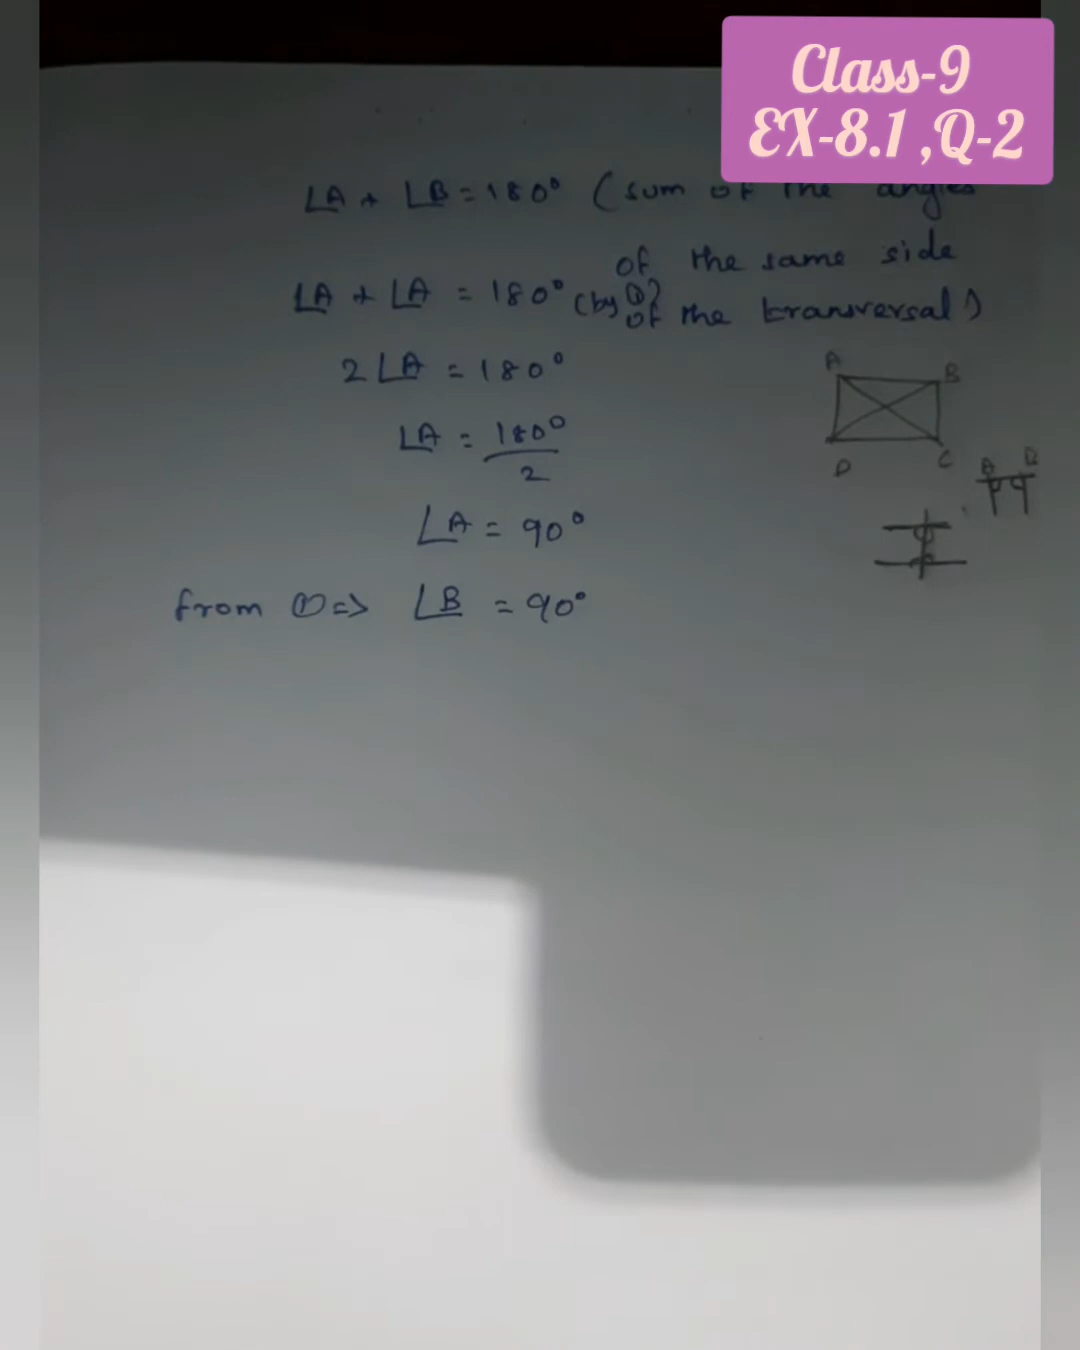 Class-9
EX-8.1 ,Q-2
∠A + ∠B = 180° (sum of the angles
of the same side
∠A + ∠A = 180° (by ①)
of the transversal)
2∠A = 180°
∠A = 180°
2
∠A = 90°
from ① => ∠B = 90°
A
B
D
C
A B